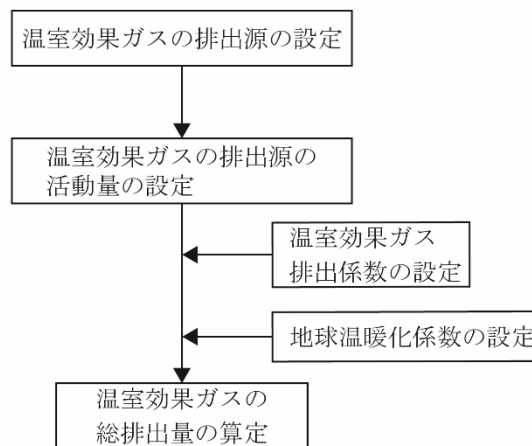 温室効果ガスの排出源の設定
温室効果ガスの排出源の
活動量の設定
温室効果ガス
排出係数の設定
地球温暖化係数の設定
温室効果ガスの
総排出量の算定